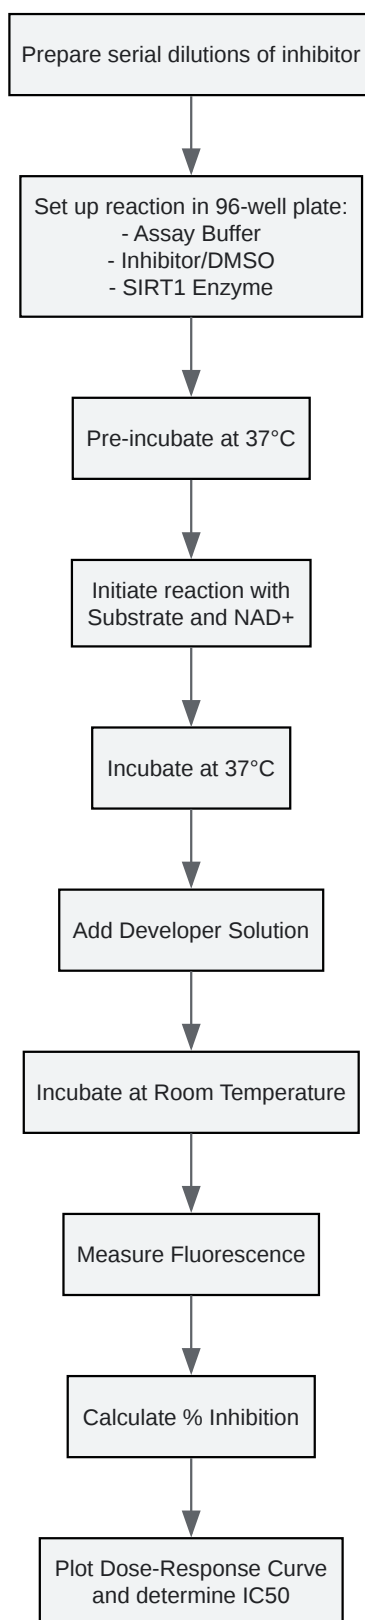 Prepare serial dilutions of inhibitor
Set up reaction in 96-well plate:
- Assay Buffer
- Inhibitor/DMSO
- SIRT1 Enzyme
Pre-incubate at 37°C
Initiate reaction with
Substrate and NAD+
Incubate at 37°C
Add Developer Solution
Incubate at Room Temperature
Measure Fluorescence
Calculate % Inhibition
Plot Dose-Response Curve
and determine IC50